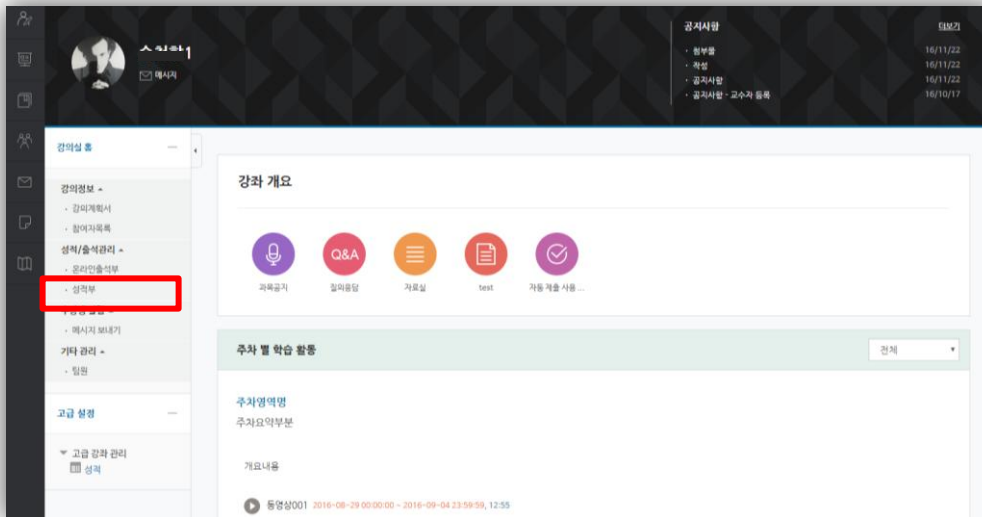 메시지
공지사항 더보기
· 첨부물 16/11/22
· 작성 16/11/22
· 공지사항 16/11/22
· 공지사항 - 교수자 등록 16/10/17
강의실 홈
강의정보
· 강의계획서
· 참여자목록
성적/출석관리
· 온라인출석부
· 성적부
· 메시지 보내기
기타 관리
· 팀원
고급 설정
고급 강좌 관리
성적
강좌 개요
Q&A
과목공지 질의응답 자료실 test 자동 제출 사용 ...
주차 별 학습 활동 전체
주차영역명
주차요약부분
개요내용
동영상001 2016-08-29 00:00:00 ~ 2016-09-04 23:59:59, 12:55